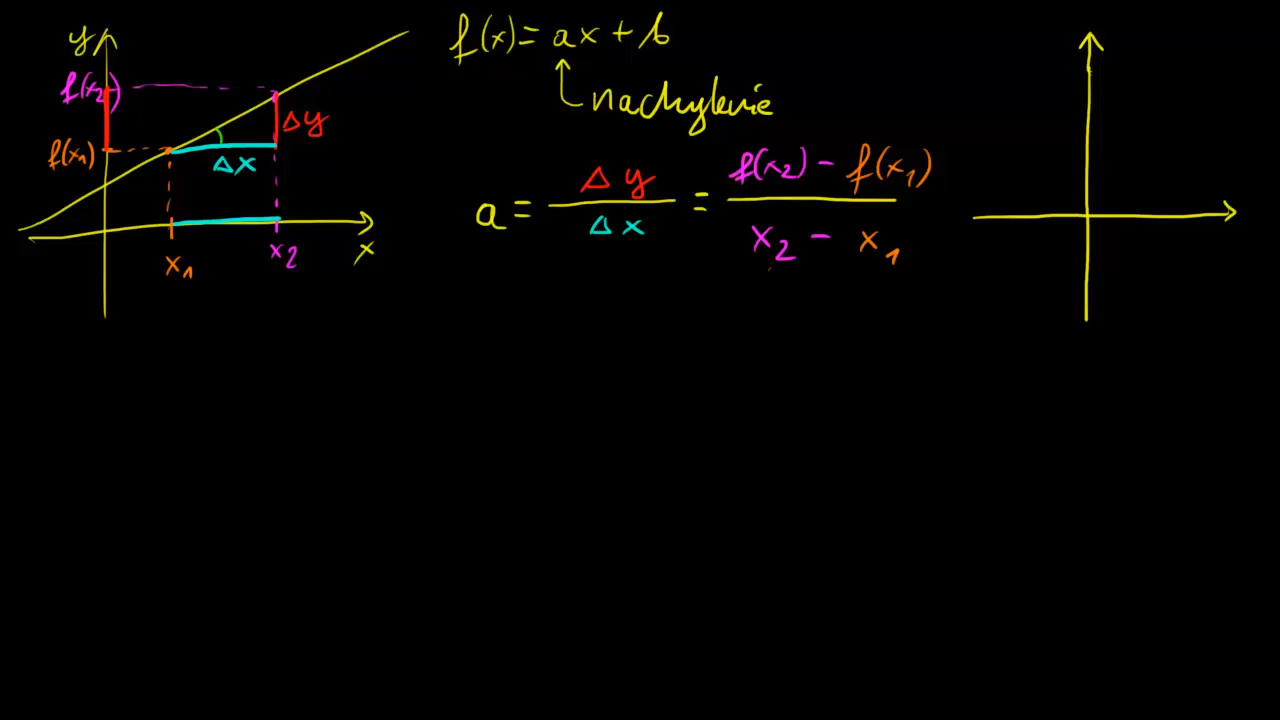 y
f(x₂)
f(x₁)
Δy
Δx
x₁
x₂
x
f(x) = ax + b
nachylenie
a = Δy / Δx = f(x₂) - f(x₁) / x₂ - x₁